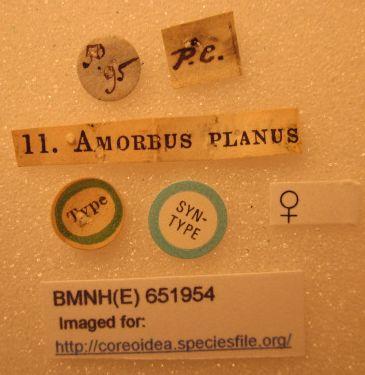 50.
95
P.C.
11. AMORBUS PLANUS
Type
SYN-
TYPE
♀
BMNH(E) 651954
Imaged for:
http://coreoidea.speciesfile.org/